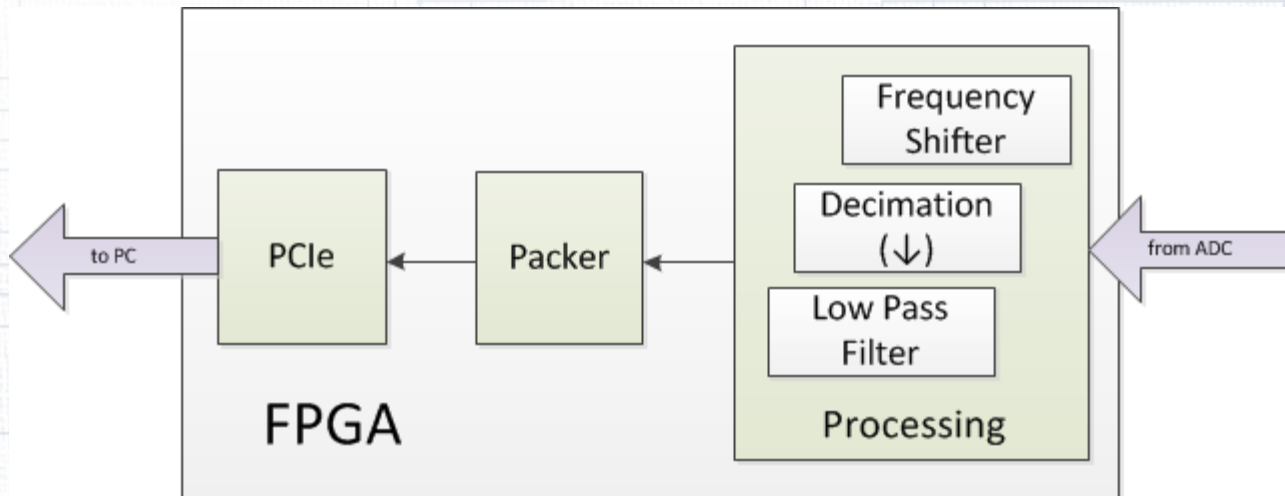 Frequency
Shifter
Decimation
(↓)
Low Pass
Filter
Processing
from ADC
Packer
PCIe
to PC
FPGA